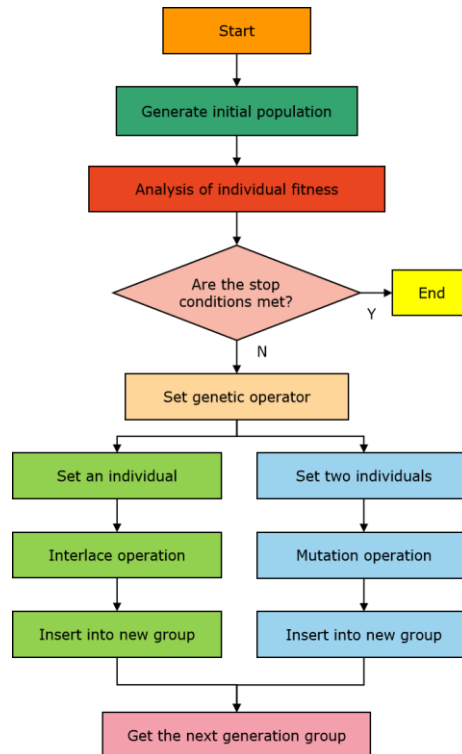 Start
Generate initial population
Analysis of individual fitness
Are the stop
conditions met?
Y
End
N
Set genetic operator
Set an individual
Set two individuals
Interlace operation
Mutation operation
Insert into new group
Insert into new group
Get the next generation group